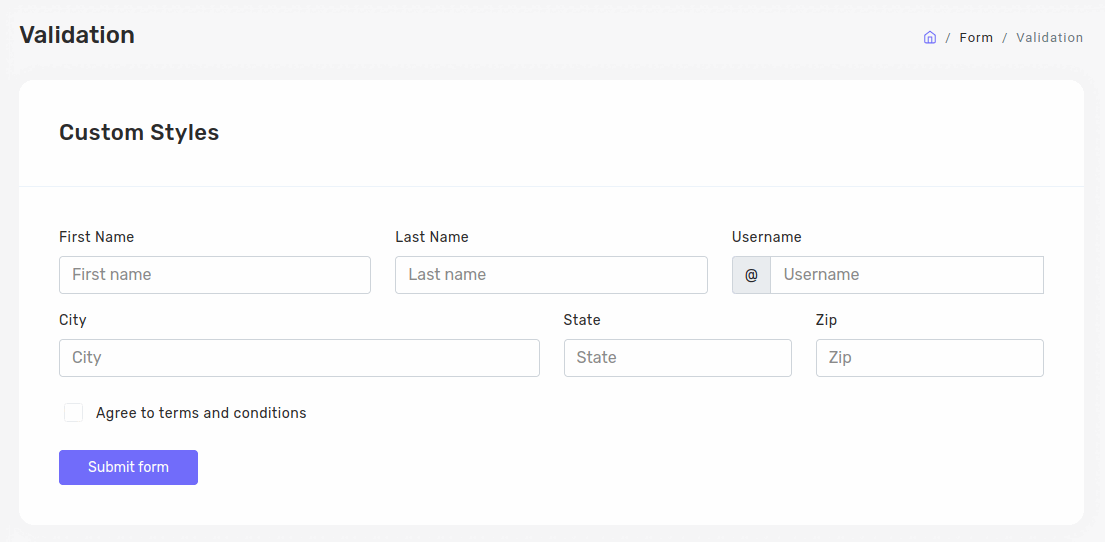 Validation
/ Form / Validation
Custom Styles
First Name Last Name Username
First name Last name @ Username
City State Zip
City State Zip
Agree to terms and conditions
Submit form